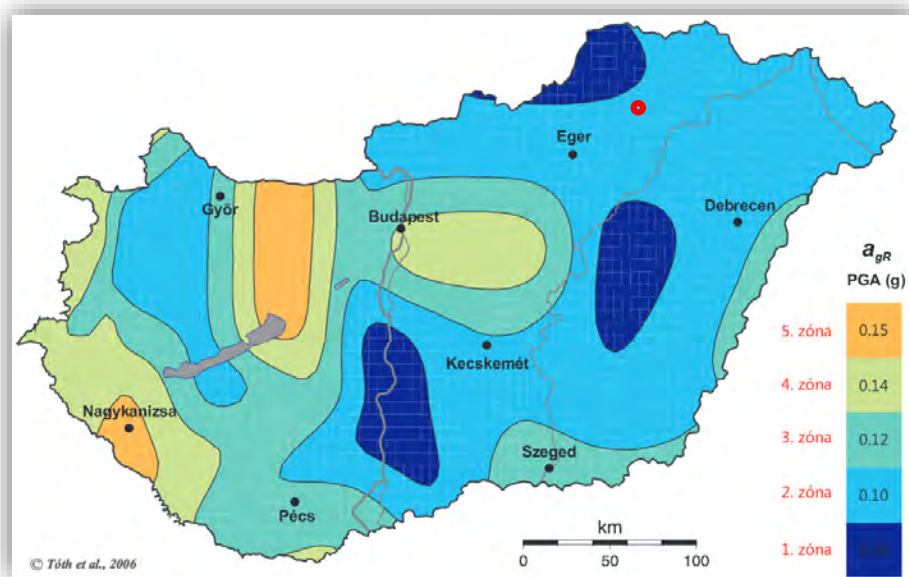 Eger
Győr
Budapest
Debrecen
a_gR
PGA (g)
5. zóna
0.15
4. zóna
0.14
Kecskemét
Nagykanizsa
3. zóna
0.12
Szeged
2. zóna
0.10
Pécs
km
1. zóna
0 50 100
© Tóth et al., 2006